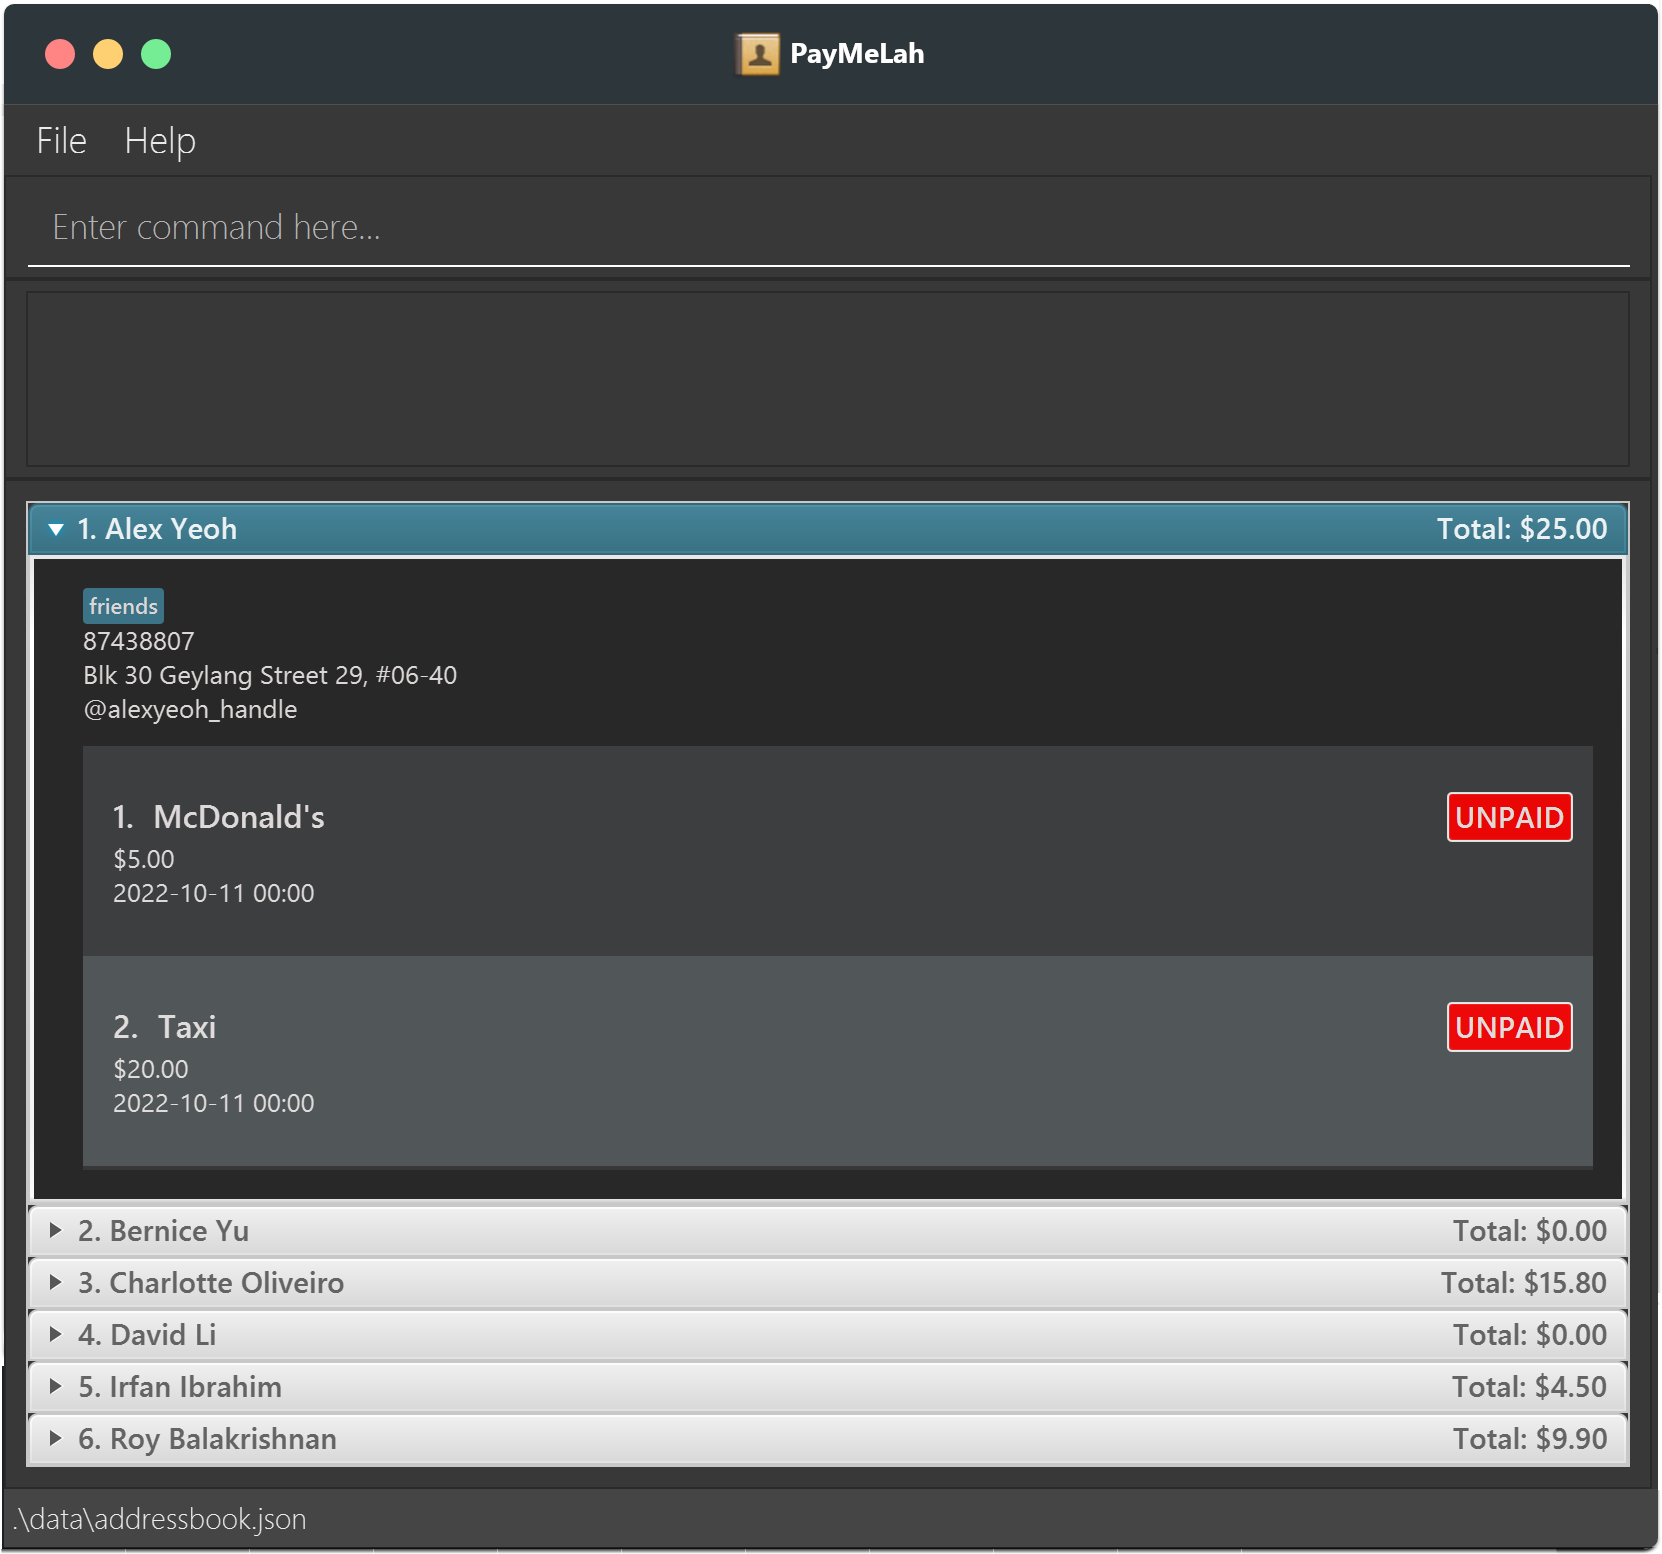 PayMeLah
File Help
Enter command here...
1. Alex Yeoh Total: $25.00
friends
87438807
Blk 30 Geylang Street 29, #06-40
@alexyeoh_handle
1. McDonald's UNPAID
$5.00
2022-10-11 00:00
2. Taxi UNPAID
$20.00
2022-10-11 00:00
2. Bernice Yu Total: $0.00
3. Charlotte Oliveiro Total: $15.80
4. David Li Total: $0.00
5. Irfan Ibrahim Total: $4.50
6. Roy Balakrishnan Total: $9.90
.\data\addressbook.json